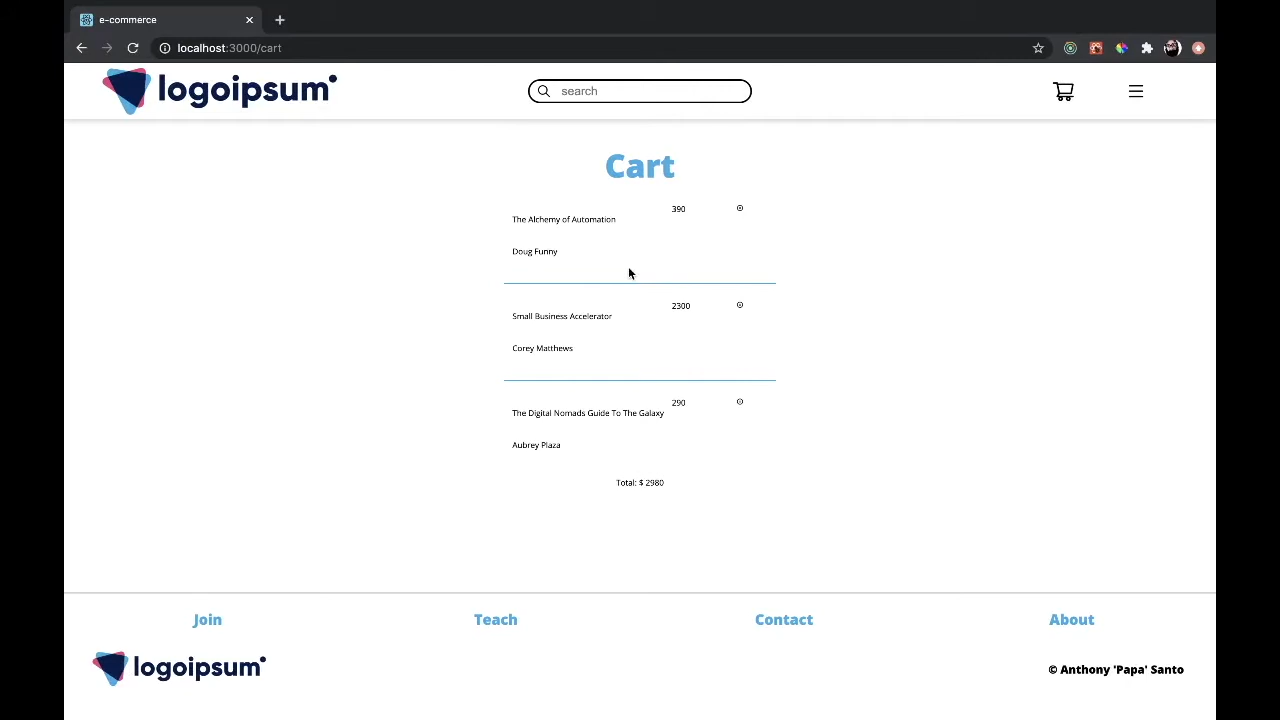 e-commerce
localhost:3000/cart
logoipsum
search
Cart
The Alchemy of Automation
390
Doug Funny
Small Business Accelerator
2300
Corey Matthews
The Digital Nomads Guide To The Galaxy
290
Aubrey Plaza
Total: $ 2980
Join
Teach
Contact
About
logoipsum
© Anthony 'Papa' Santo